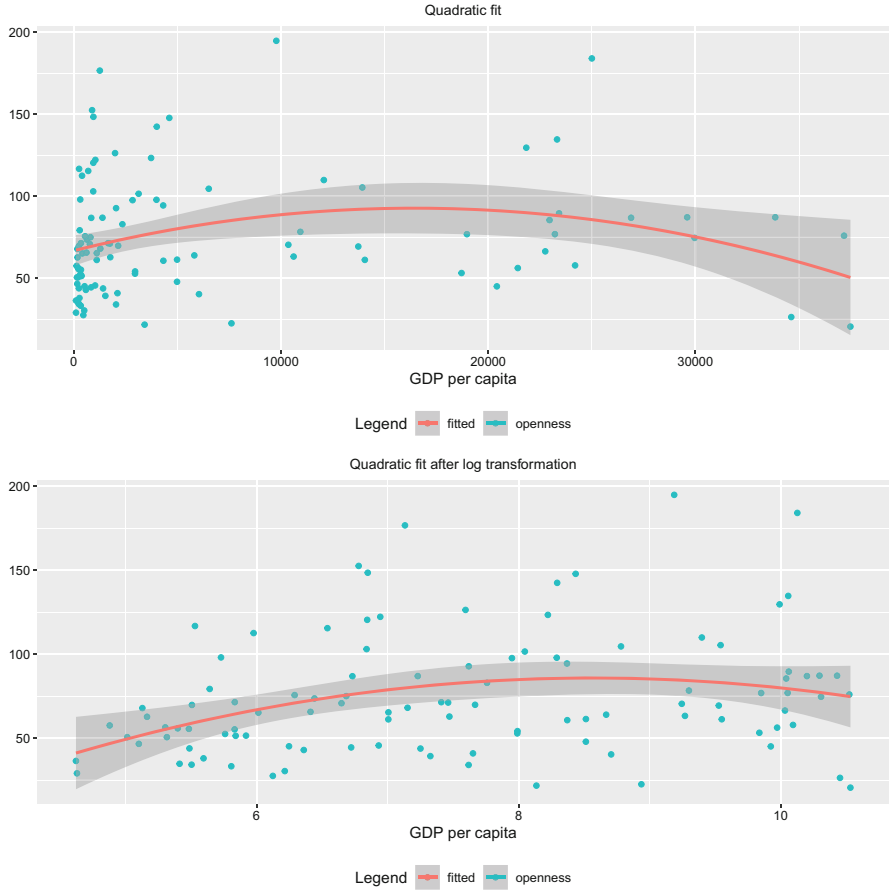 Quadratic fit
200
150
100
50
0 10000 20000 30000
GDP per capita
Legend fitted openness
Quadratic fit after log transformation
200
150
100
50
6 8 10
GDP per capita
Legend fitted openness